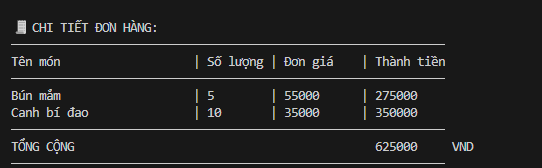 🧾 CHI TIẾT ĐƠN HÀNG:
Tên món | Số lượng | Đơn giá | Thành tiền
Bún mắm | 5 | 55000 | 275000
Canh bí đao | 10 | 35000 | 350000
TỔNG CỘNG 625000 VND